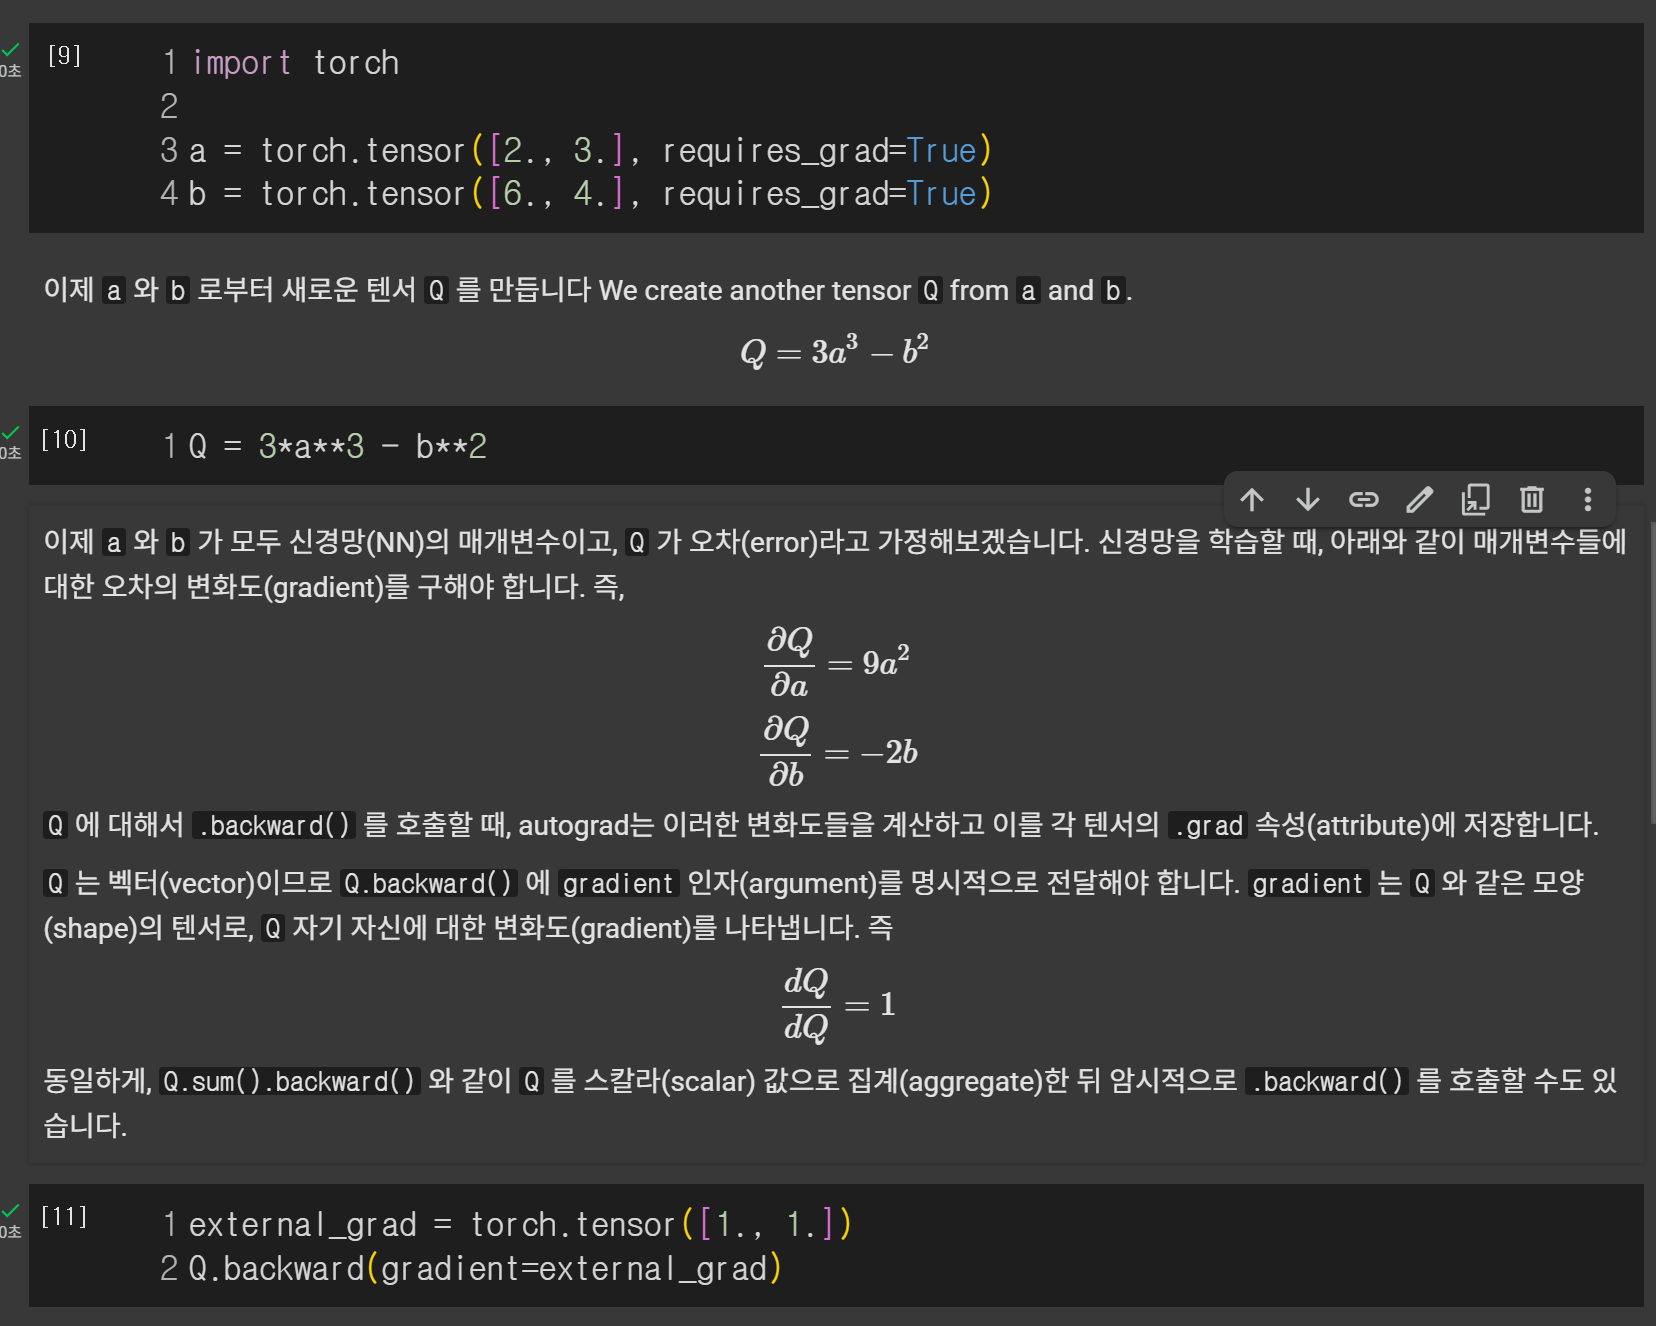 [9]
0초
1 import torch
2
3 a = torch.tensor([2., 3.], requires_grad=True)
4 b = torch.tensor([6., 4.], requires_grad=True)
이제 a 와 b 로부터 새로운 텐서 Q 를 만듭니다 We create another tensor Q from a and b.
Q = 3a³ − b²
[10]
0초
1 Q = 3*a**3 - b**2
이제 a 와 b 가 모두 신경망(NN)의 매개변수이고, Q 가 오차(error)라고 가정해보겠습니다. 신경망을 학습할 때, 아래와 같이 매개변수들에
대한 오차의 변화도(gradient)를 구해야 합니다. 즉,
∂Q/∂a = 9a²
∂Q/∂b = −2b
Q 에 대해서 .backward() 를 호출할 때, autograd는 이러한 변화도들을 계산하고 이를 각 텐서의 .grad 속성(attribute)에 저장합니다.
Q 는 벡터(vector)이므로 Q.backward() 에 gradient 인자(argument)를 명시적으로 전달해야 합니다. gradient 는 Q 와 같은 모양
(shape)의 텐서로, Q 자기 자신에 대한 변화도(gradient)를 나타냅니다. 즉
dQ/dQ = 1
동일하게, Q.sum().backward() 와 같이 Q 를 스칼라(scalar) 값으로 집계(aggregate)한 뒤 암시적으로 .backward() 를 호출할 수도 있
습니다.
[11]
0초
1 external_grad = torch.tensor([1., 1.])
2 Q.backward(gradient=external_grad)